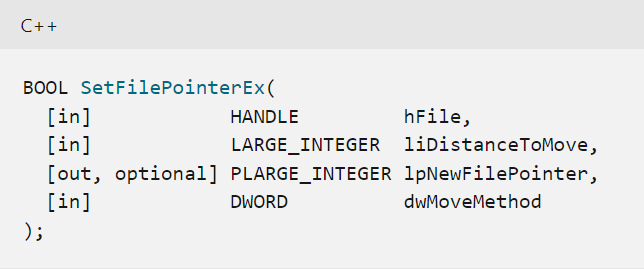 C++
BOOL SetFilePointerEx(
  [in]            HANDLE         hFile,
  [in]            LARGE_INTEGER  liDistanceToMove,
  [out, optional] PLARGE_INTEGER lpNewFilePointer,
  [in]            DWORD          dwMoveMethod
);